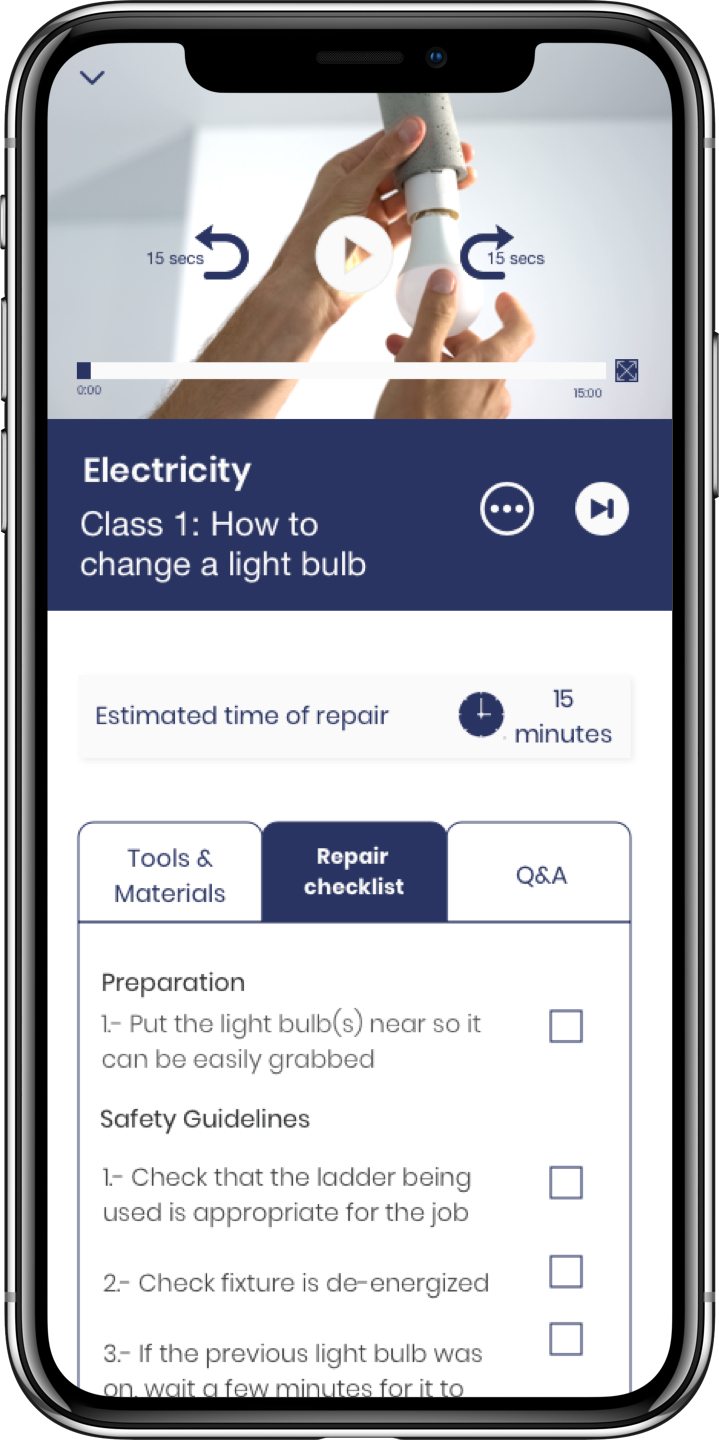 15 secs
15 secs
0:00
15:00
Electricity
Class 1: How to
change a light bulb
Estimated time of repair
15
minutes
Tools &
Materials
Repair
checklist
Q&A
Preparation
1.- Put the light bulb(s) near so it
can be easily grabbed
Safety Guidelines
1.- Check that the ladder being
used is appropriate for the job
2.- Check fixture is de-energized
3.- If the previous light bulb was
on, wait a few minutes for it to